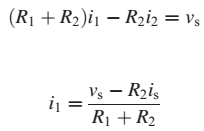 (R₁ + R₂)i₁ − R₂i₂ = vₛ
i₁ = (vₛ − R₂iₛ) / (R₁ + R₂)